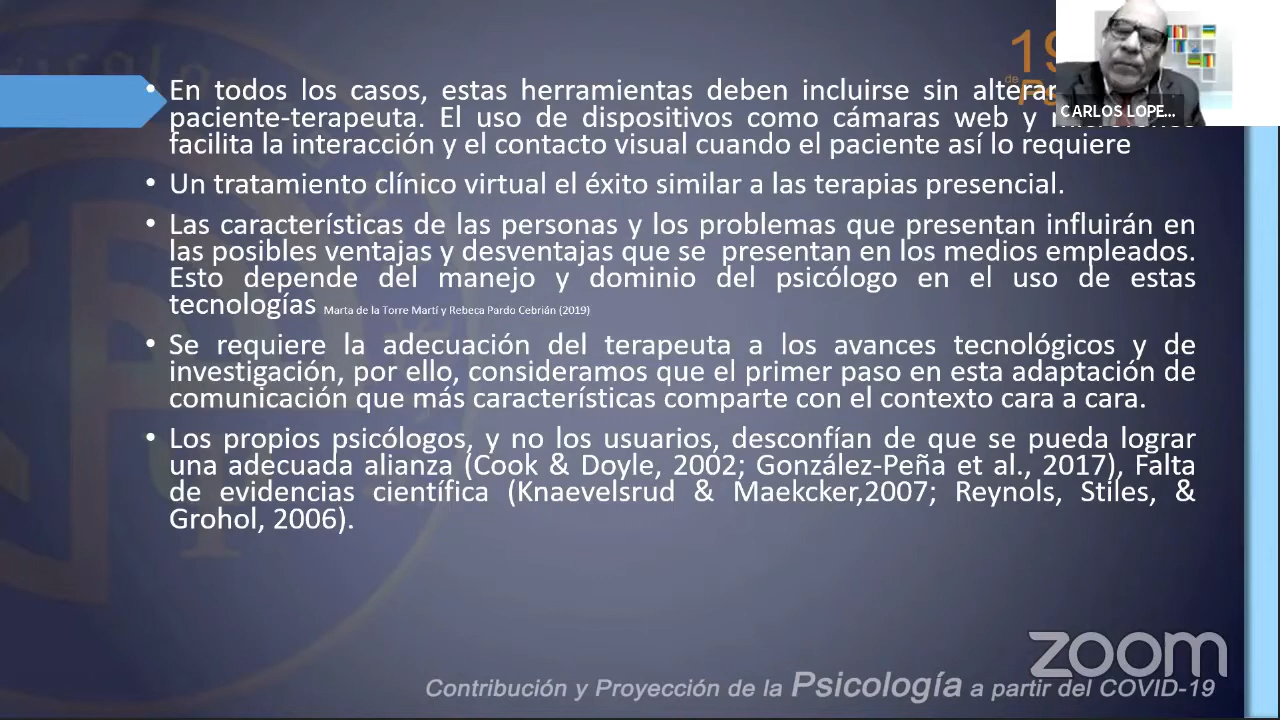 19
de
• En todos los casos, estas herramientas deben incluirse sin alterar
paciente-terapeuta. El uso de dispositivos como cámaras web y
facilita la interacción y el contacto visual cuando el paciente así lo requiere
• Un tratamiento clínico virtual el éxito similar a las terapias presencial.
• Las características de las personas y los problemas que presentan influirán en
las posibles ventajas y desventajas que se presentan en los medios empleados.
Esto depende del manejo y dominio del psicólogo en el uso de estas
tecnologías Marta de la Torre Martí y Rebeca Pardo Cebrián (2019)
• Se requiere la adecuación del terapeuta a los avances tecnológicos y de
investigación, por ello, consideramos que el primer paso en esta adaptación de
comunicación que más características comparte con el contexto cara a cara.
• Los propios psicólogos, y no los usuarios, desconfían de que se pueda lograr
una adecuada alianza (Cook & Doyle, 2002; González-Peña et al., 2017), Falta
de evidencias científica (Knaevelsrud & Maekcker,2007; Reynols, Stiles, &
Grohol, 2006).
CARLOS LOPE...
zoom
Contribución y Proyección de la Psicología a partir del COVID-19